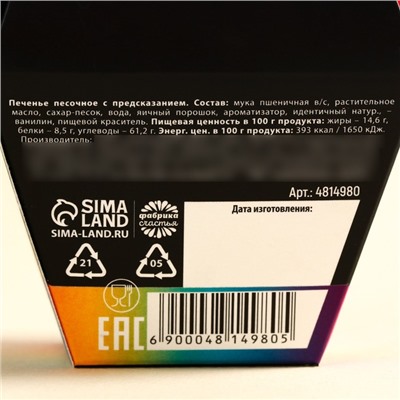 Печенье песочное с предсказанием. Состав: мука пшеничная в/с, растительное
масло, сахар-песок, вода, яичный порошок, ароматизатор, идентичный натур., –
ванилин, пищевой краситель. Пищевая ценность в 100 г продукта: жиры – 14,6 г,
белки – 8,5 г, углеводы – 61,2 г. Энерг. цен. в 100 г продукта: 393 ккал / 1650 кДж.
Производитель:
Арт.: 4814980
SIMA
LAND
SIMA-LAND.RU
фабрика
счастья
Дата изготовления:
21
05
EAC
6 900048 149805